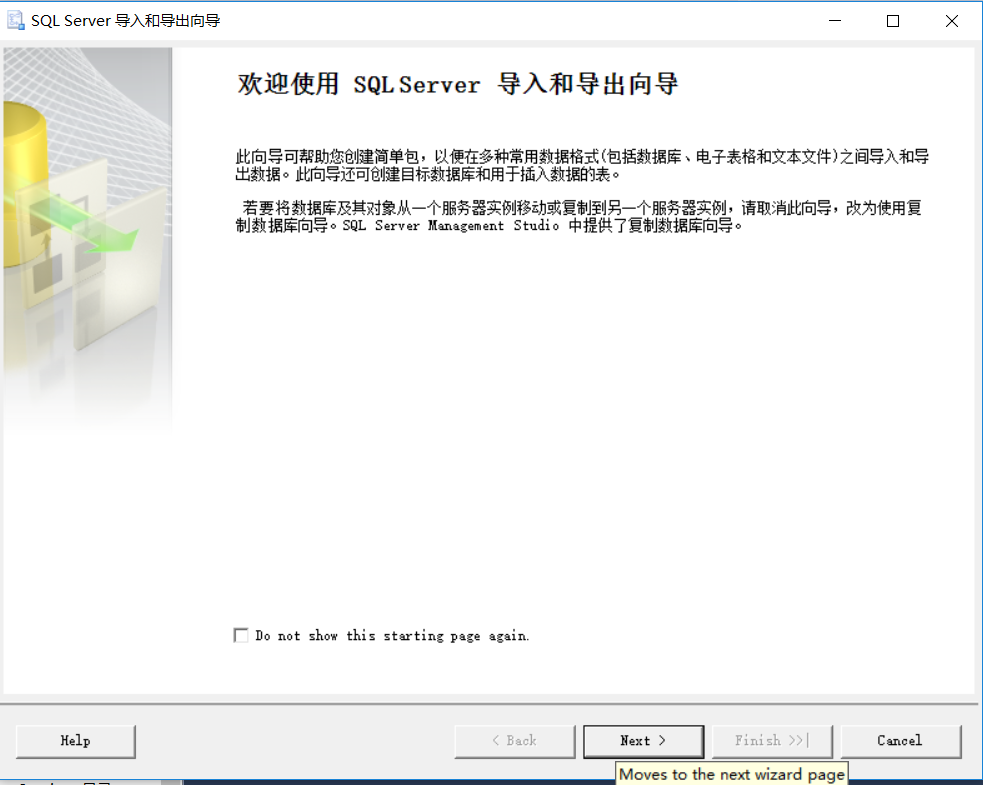 SQL Server 导入和导出向导
欢迎使用 SQL Server 导入和导出向导
此向导可帮助您创建简单包，以便在多种常用数据格式(包括数据库、电子表格和文本文件)之间导入和导
出数据。此向导还可创建目标数据库和用于插入数据的表。
若要将数据库及其对象从一个服务器实例移动或复制到另一个服务器实例，请取消此向导，改为使用复
制数据库向导。SQL Server Management Studio 中提供了复制数据库向导。
Do not show this starting page again.
Help
< Back
Next >
Finish >>|
Cancel
Moves to the next wizard page